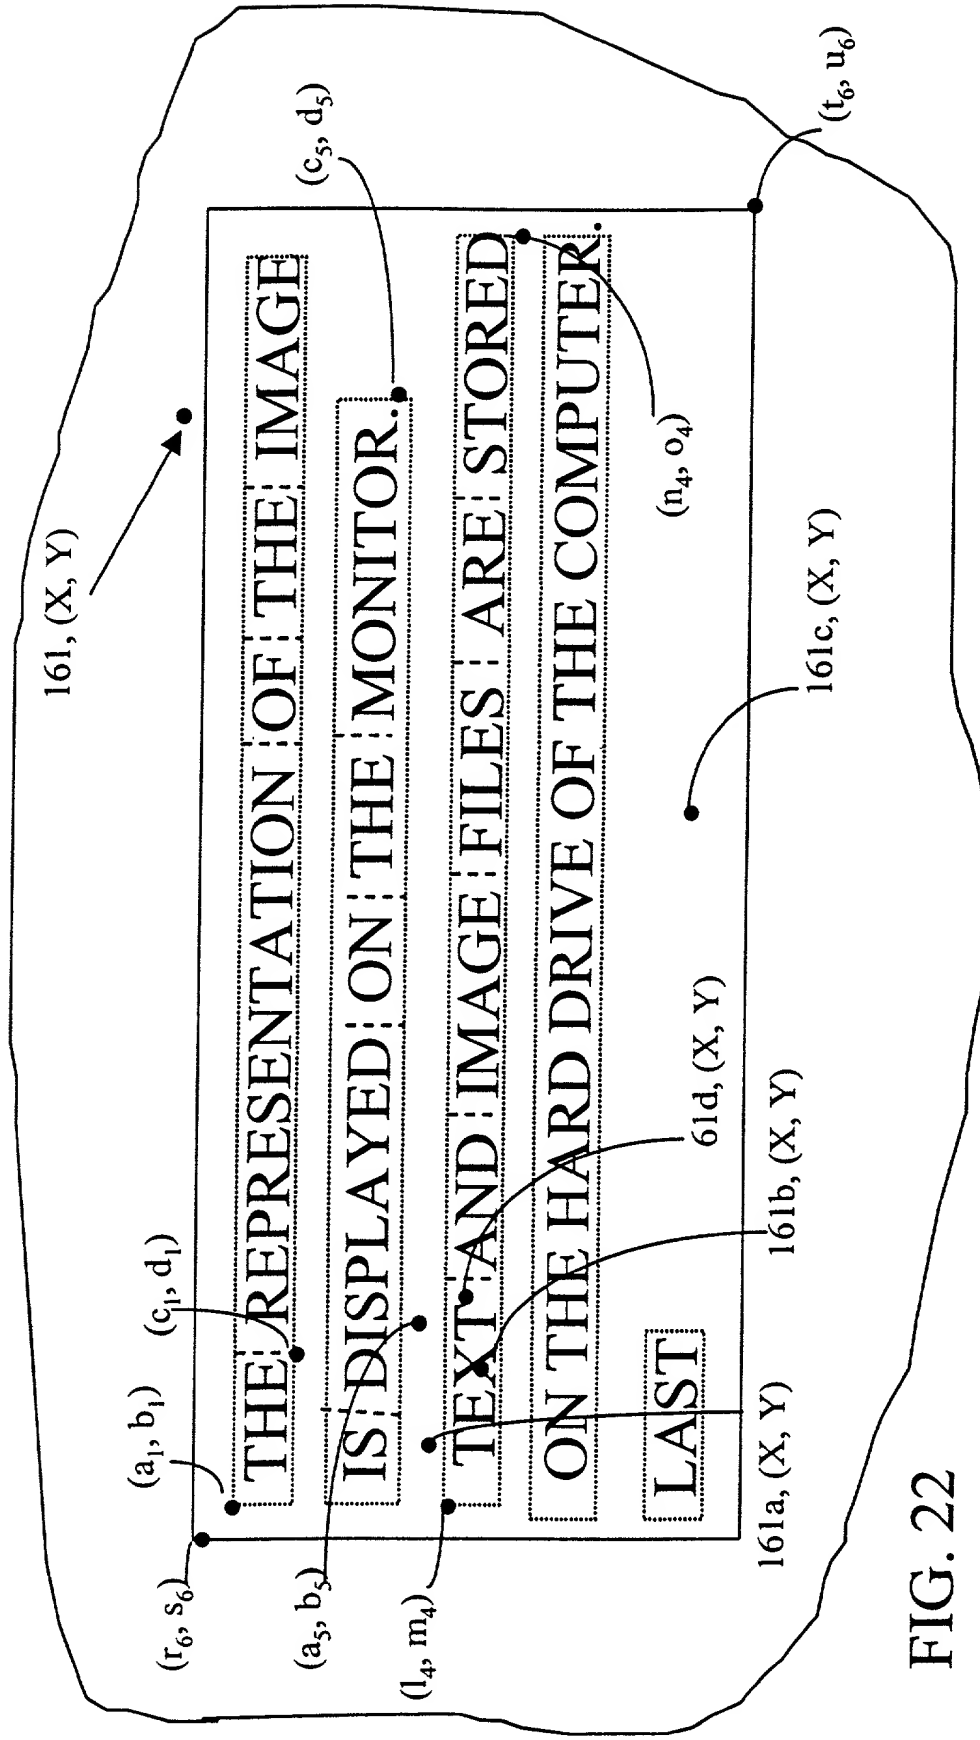 161, (X, Y)
(r₆, s₆)
(a₁, b₁)
(c₁, d₁)
THE REPRESENTATION OF THE IMAGE
(c₅, d₅)
(a₅, b₅)
IS DISPLAYED ON THE MONITOR.
(l₄, m₄)
TEXT AND IMAGE FILES ARE STORED
ON THE HARD DRIVE OF THE COMPUTER.
LAST
(n₄, o₄)
61d, (X, Y)
161a, (X, Y)
161b, (X, Y)
161c, (X, Y)
(t₆, u₆)
FIG. 22